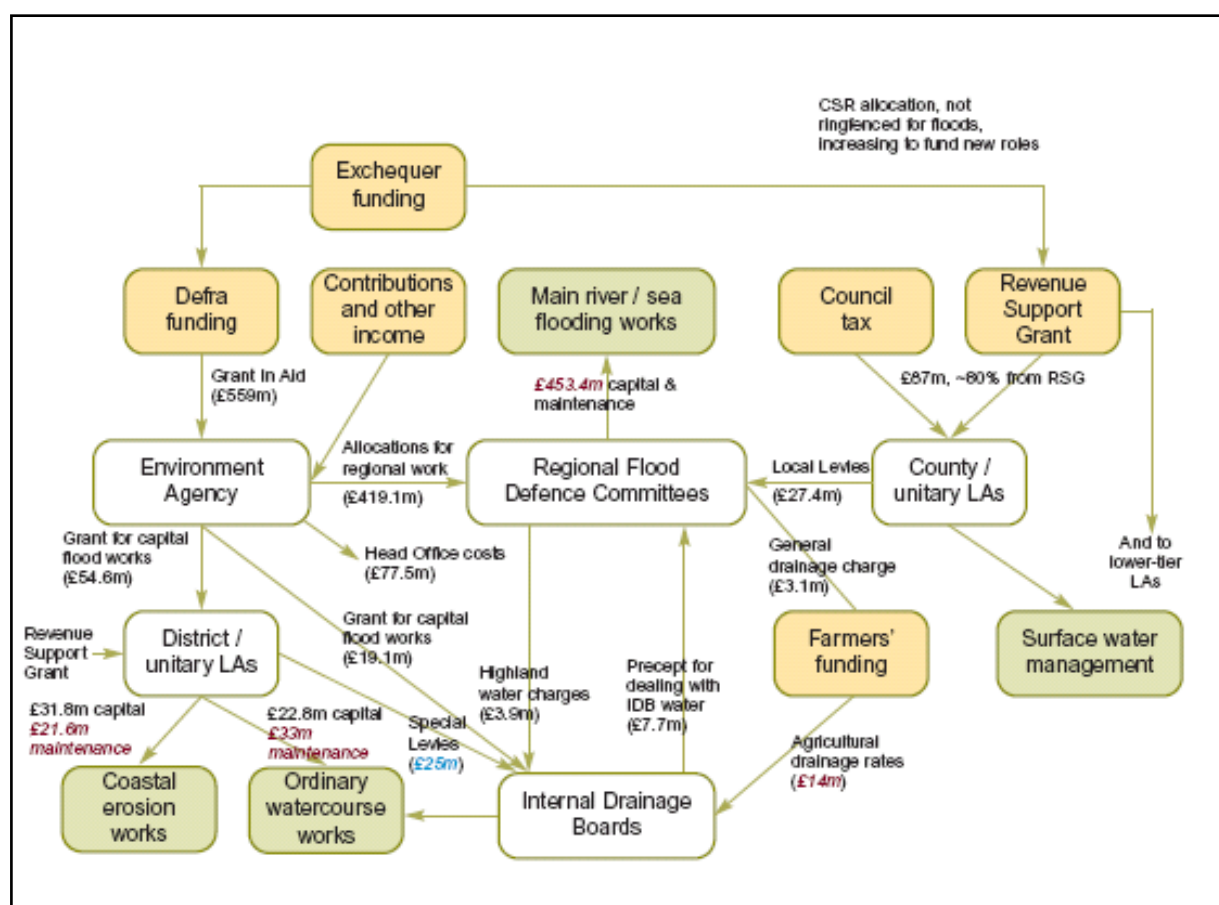 CSR allocation, not
ringfenced for floods,
increasing to fund new roles
Exchequer
funding
Defra
funding
Contributions
and other
income
Main river / sea
flooding works
Council
tax
Revenue
Support
Grant
Grant in Aid
(£559m)
£453.4m capital &
maintenance
£87m, ~80% from RSG
Environment
Agency
Allocations for
regional work
(£419.1m)
Regional Flood
Defence Committees
Local Levies
(£27.4m)
County /
unitary LAs
Grant for capital
flood works
(£54.6m)
Head Office costs
(£77.5m)
General
drainage charge
(£3.1m)
And to
lower-tier
LAs
Revenue
Support
Grant
District /
unitary LAs
Grant for capital
flood works
(£19.1m)
Highland
water charges
(£3.9m)
Precept for
dealing with
IDB water
(£7.7m)
Farmers'
funding
Surface water
management
£31.8m capital
£21.6m
maintenance
£22.8m capital
£33m
maintenance
Special
Levies
(£25m)
Agricultural
drainage rates
(£14m)
Coastal
erosion
works
Ordinary
watercourse
works
Internal Drainage
Boards